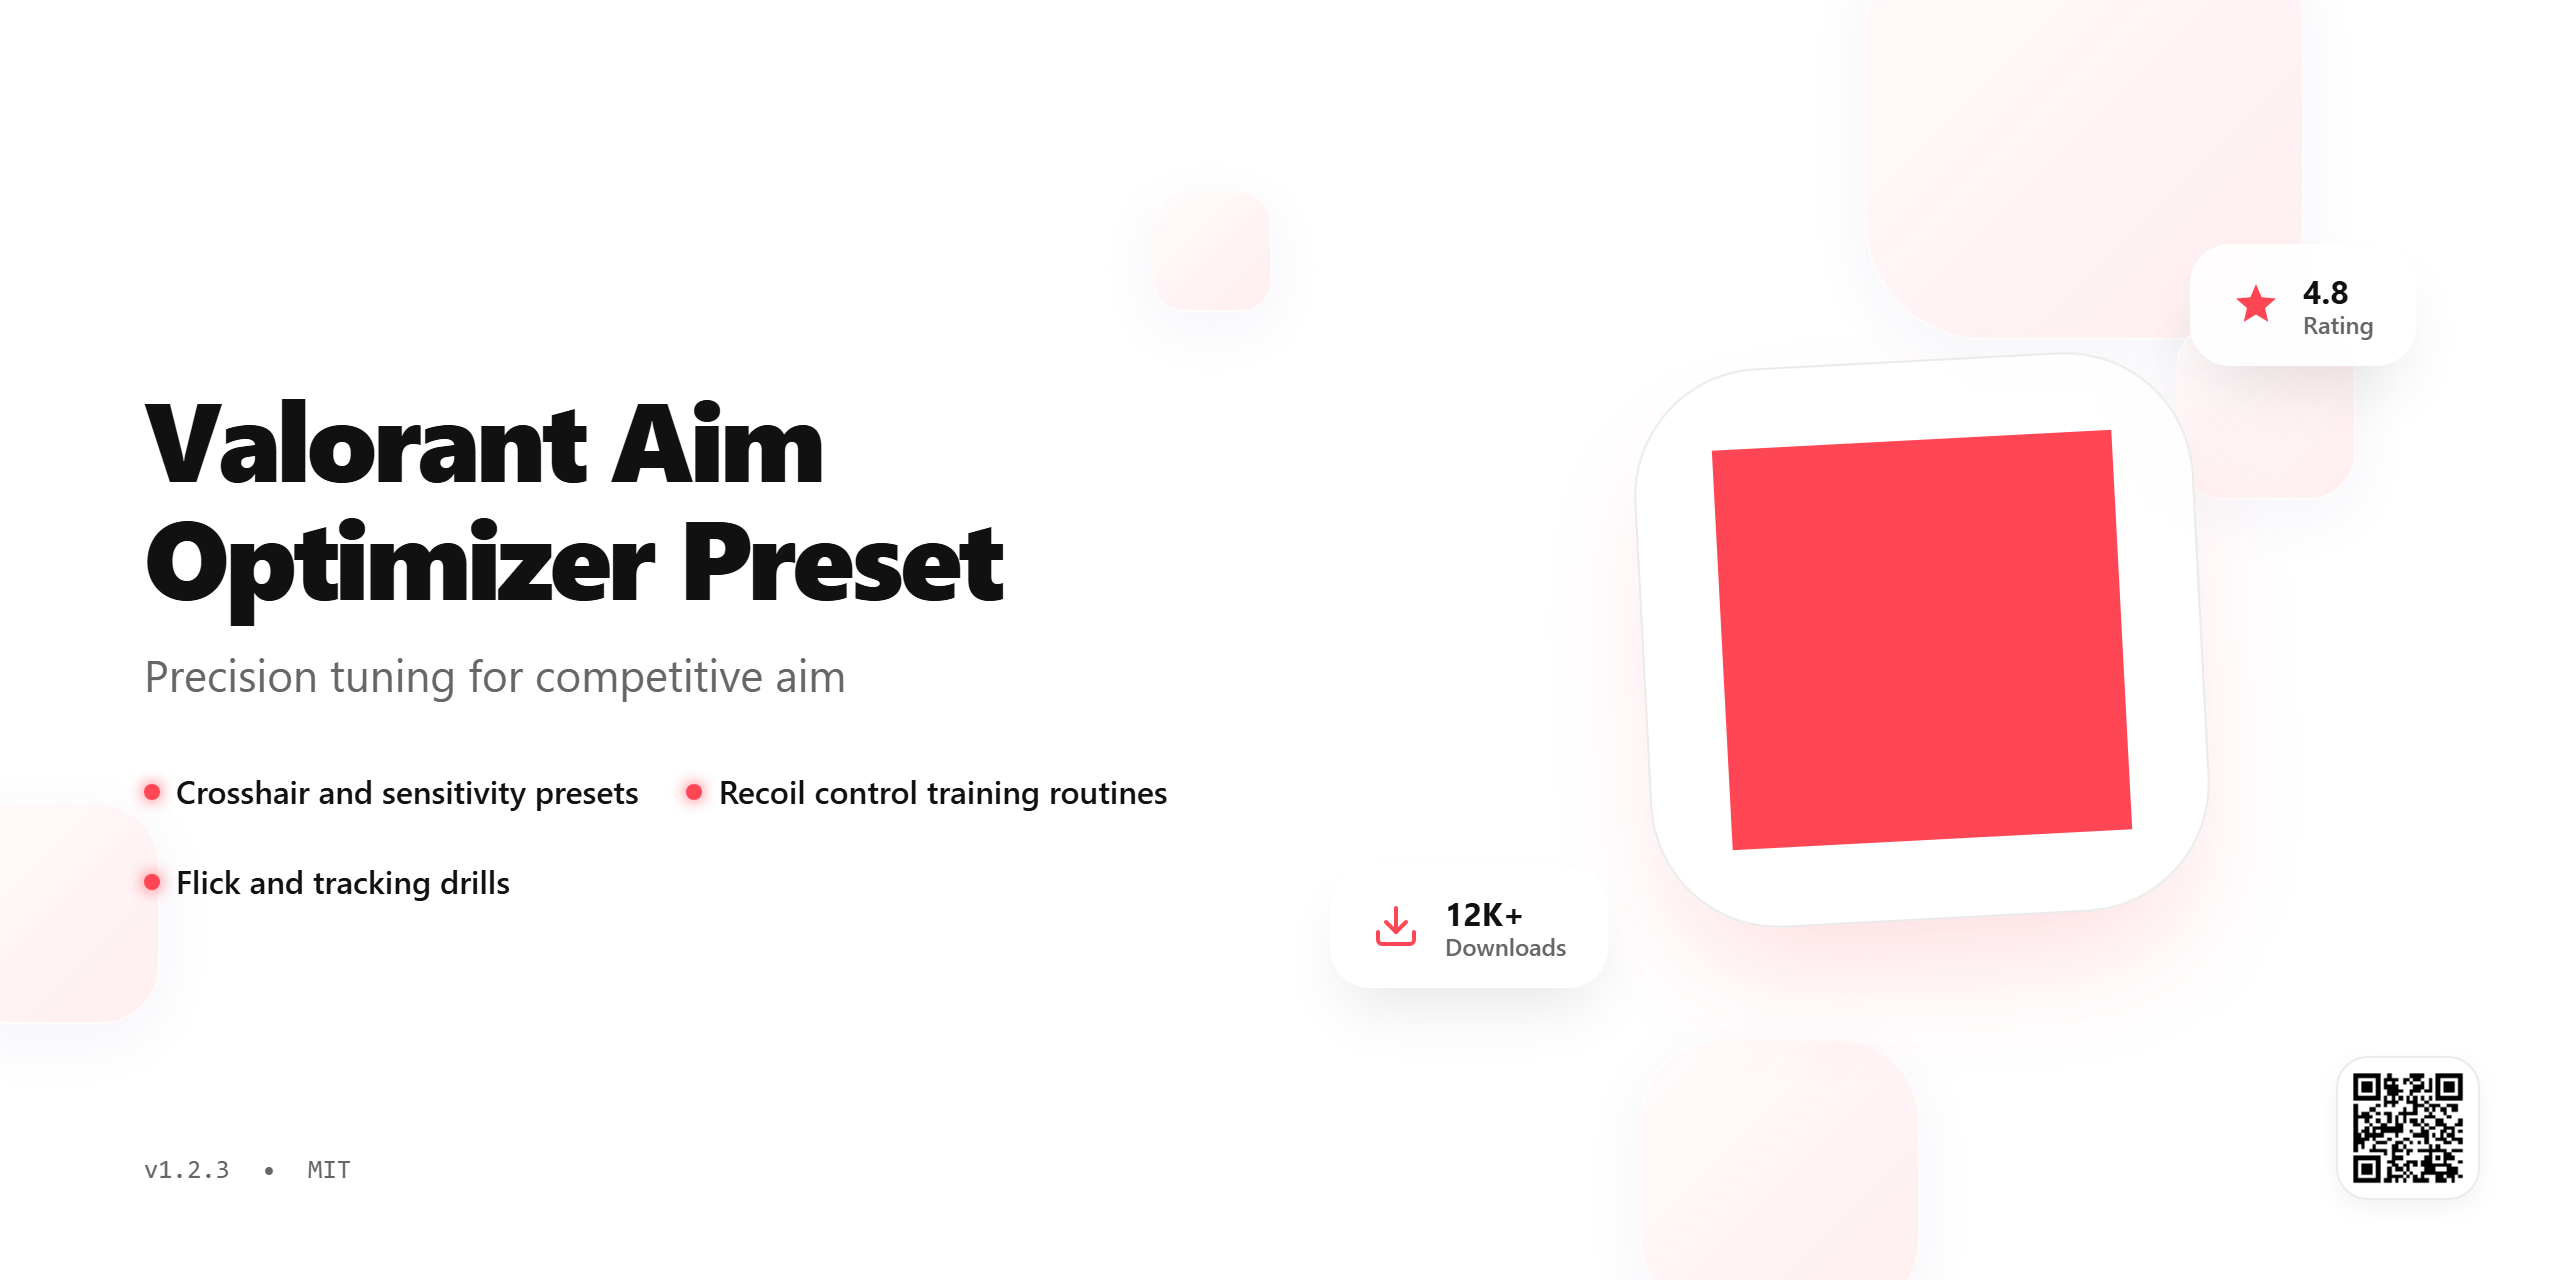 Valorant Aim
Optimizer Preset
Precision tuning for competitive aim
Crosshair and sensitivity presets
Recoil control training routines
Flick and tracking drills
4.8
Rating
12K+
Downloads
v1.2.3 • MIT